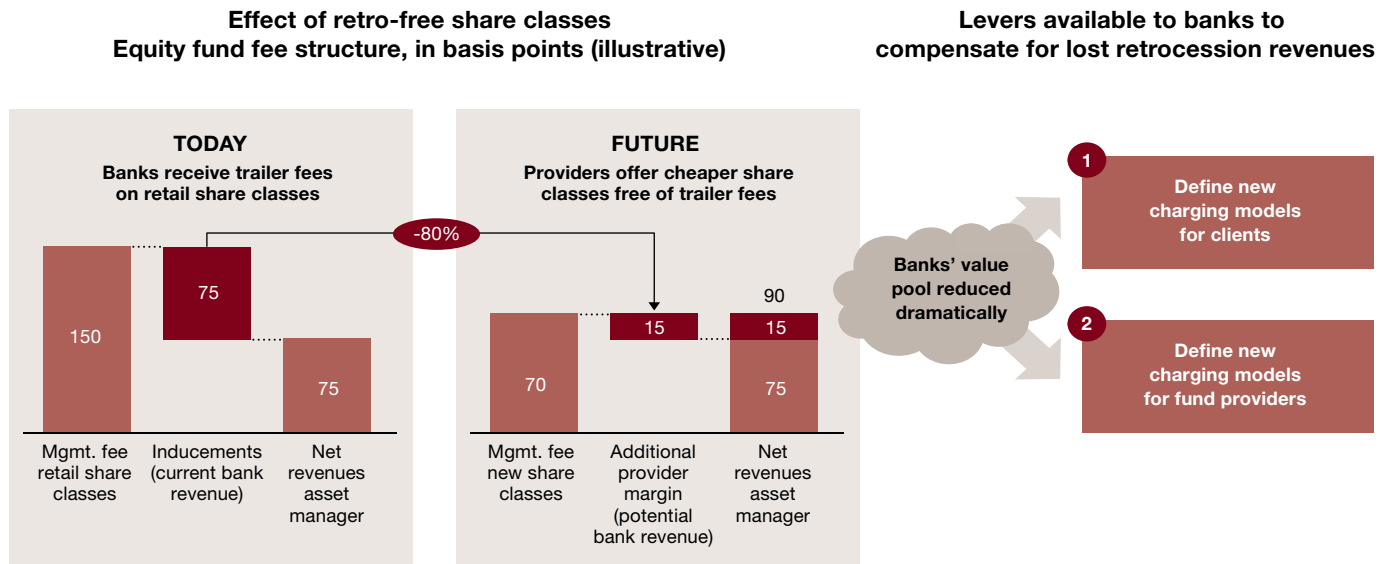 Effect of retro-free share classes
Equity fund fee structure, in basis points (illustrative)
Levers available to banks to
compensate for lost retrocession revenues
TODAY
Banks receive trailer fees
on retail share classes
150
75
75
Mgmt. fee
retail share
classes
Inducements
(current bank
revenue)
Net
revenues
asset
manager
-80%
FUTURE
Providers offer cheaper share
classes free of trailer fees
70
15
90
15
75
Mgmt. fee
new share
classes
Additional
provider
margin
(potential
bank revenue)
Net
revenues
asset
manager
Banks’ value
pool reduced
dramatically
1
Define new
charging models
for clients
2
Define new
charging models
for fund providers